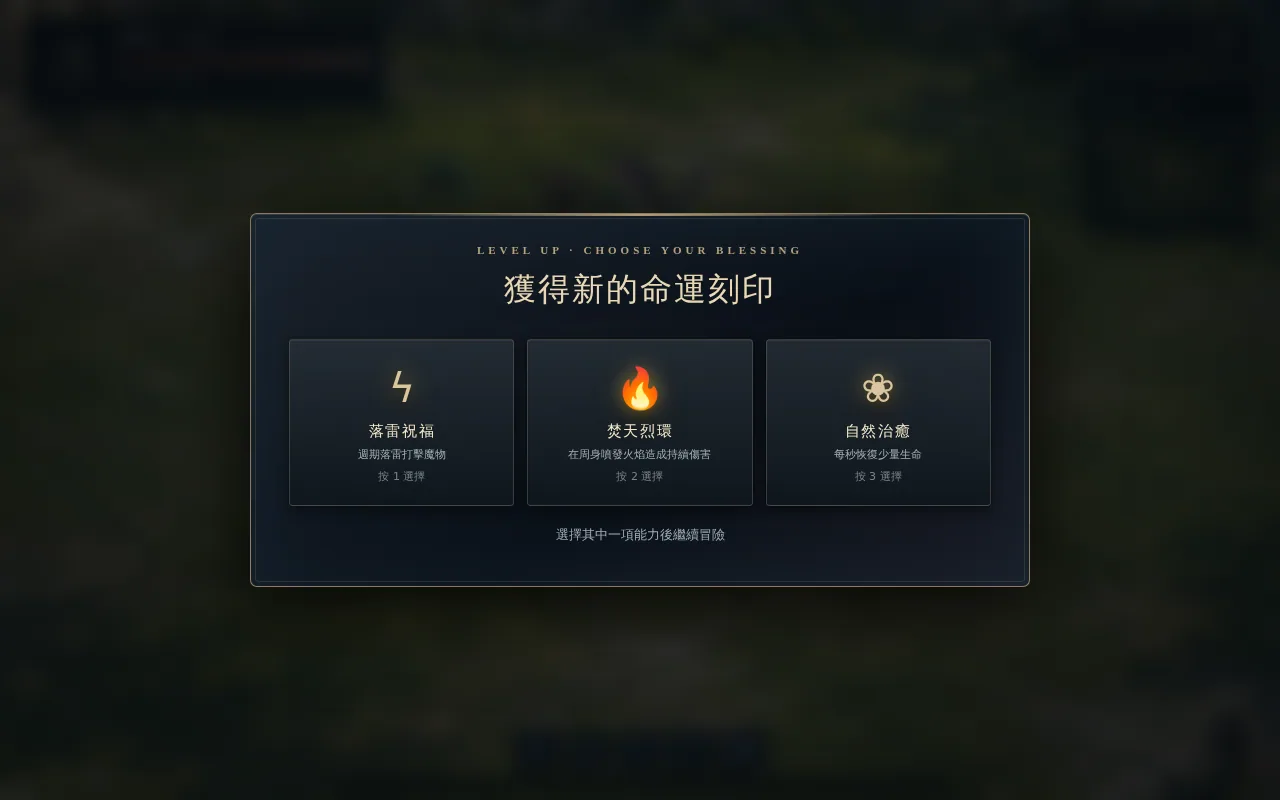 LEVEL UP · CHOOSE YOUR BLESSING
獲得新的命運刻印
落雷祝福
週期落雷打擊魔物
按 1 選擇
焚天烈環
在周身噴發火焰造成持續傷害
按 2 選擇
自然治癒
每秒恢復少量生命
按 3 選擇
選擇其中一項能力後繼續冒險